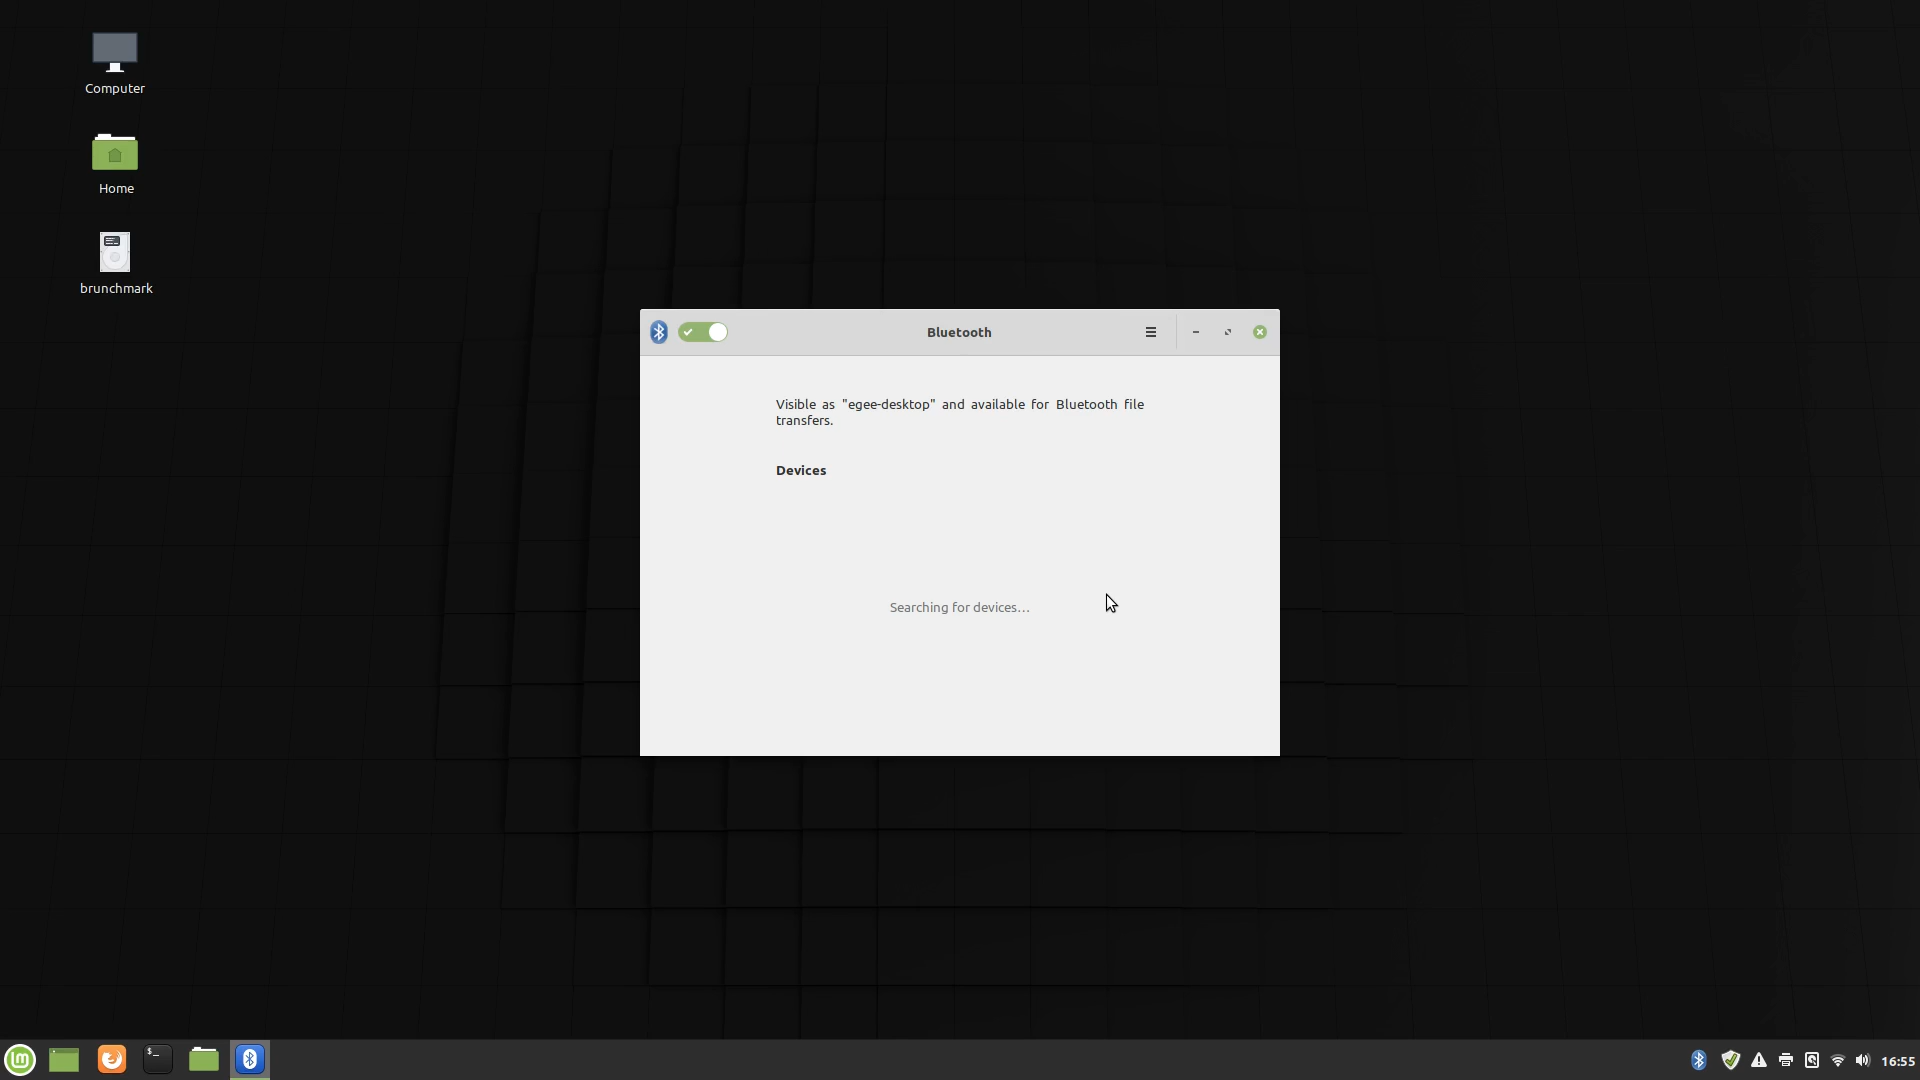 Computer
Home
brunchmark
Bluetooth
Visible as "egee-desktop" and available for Bluetooth file
transfers.
Devices
Searching for devices…
16:55